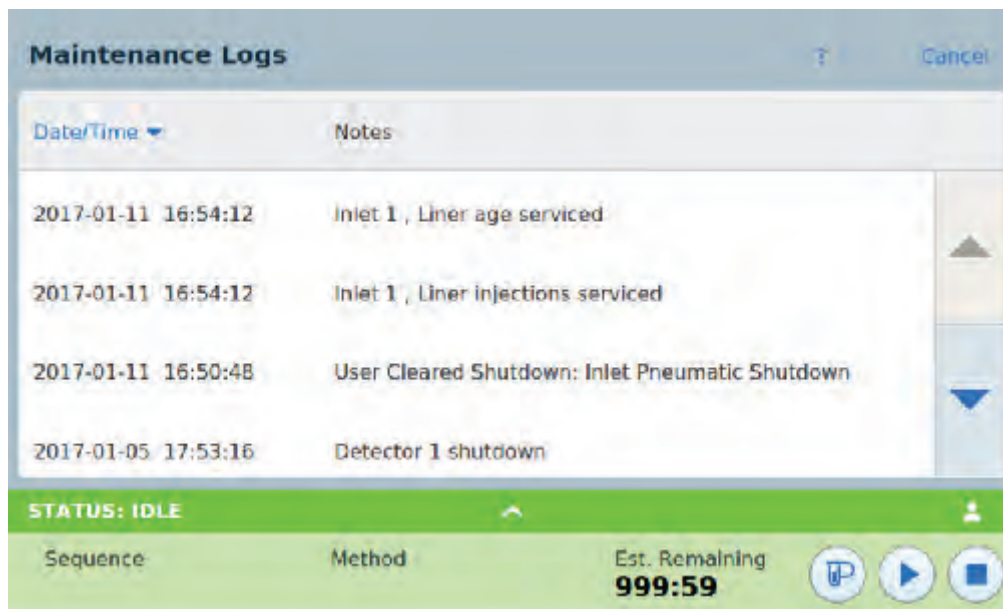 Maintenance Logs ? Cancel
Date/Time Notes
2017-01-11 16:54:12 Inlet 1 , Liner age serviced
2017-01-11 16:54:12 Inlet 1 , Liner injections serviced
2017-01-11 16:50:48 User Cleared Shutdown: Inlet Pneumatic Shutdown
2017-01-05 17:53:16 Detector 1 shutdown
STATUS: IDLE
Sequence Method Est. Remaining
999:59